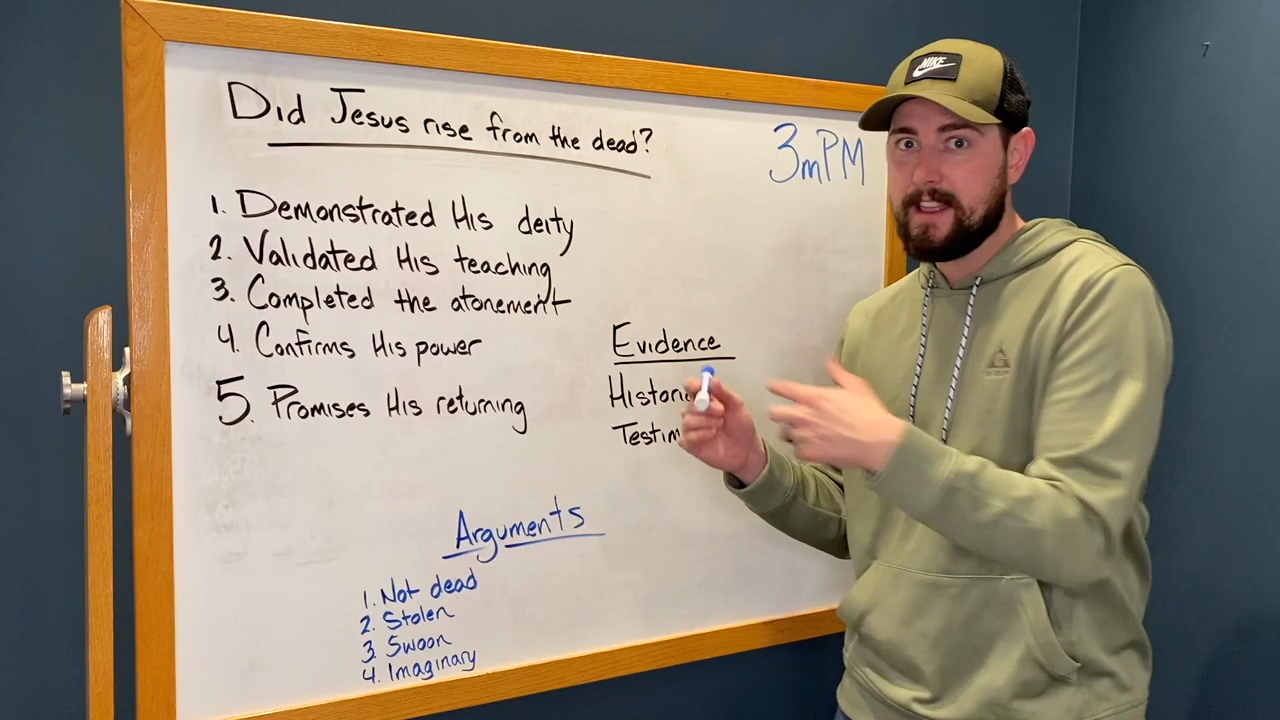 Did Jesus rise from the dead?
3mPM
1. Demonstrated His deity
2. Validated His teaching
3. Completed the atonement
4. Confirms His power
5. Promises His returning
Evidence
Arguments
1. Not dead
2. Stolen
3. Swoon
4. Imaginary
NIKE